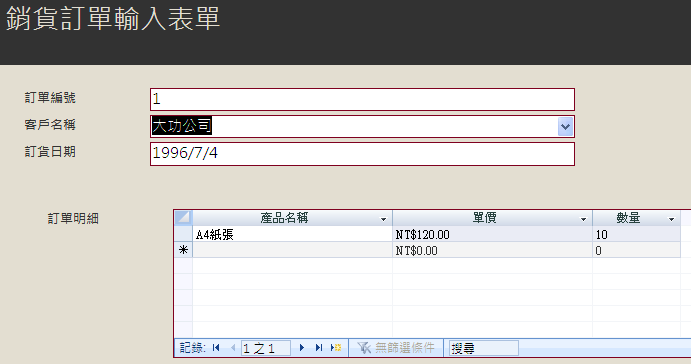 銷貨訂單輸入表單
訂單編號 1
客戶名稱 大功公司
訂貨日期 1996/7/4
訂單明細
產品名稱 單價 數量
A4紙張 NT$120.00 10
NT$0.00 0
記錄: 1 之 1 無篩選條件 搜尋